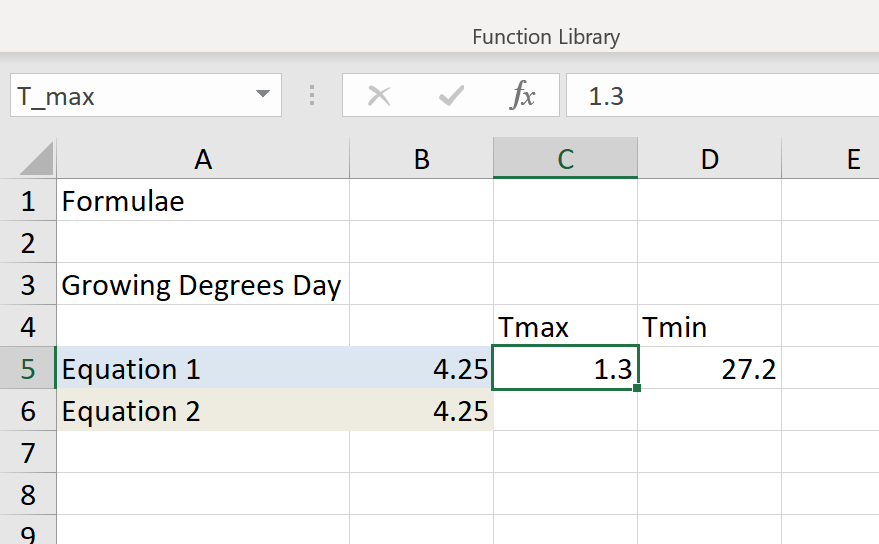 Function Library
T_max fx 1.3
A B C D E
1 Formulae
2
3 Growing Degrees Day
4 Tmax Tmin
5 Equation 1 4.25 1.3 27.2
6 Equation 2 4.25
7
8
9